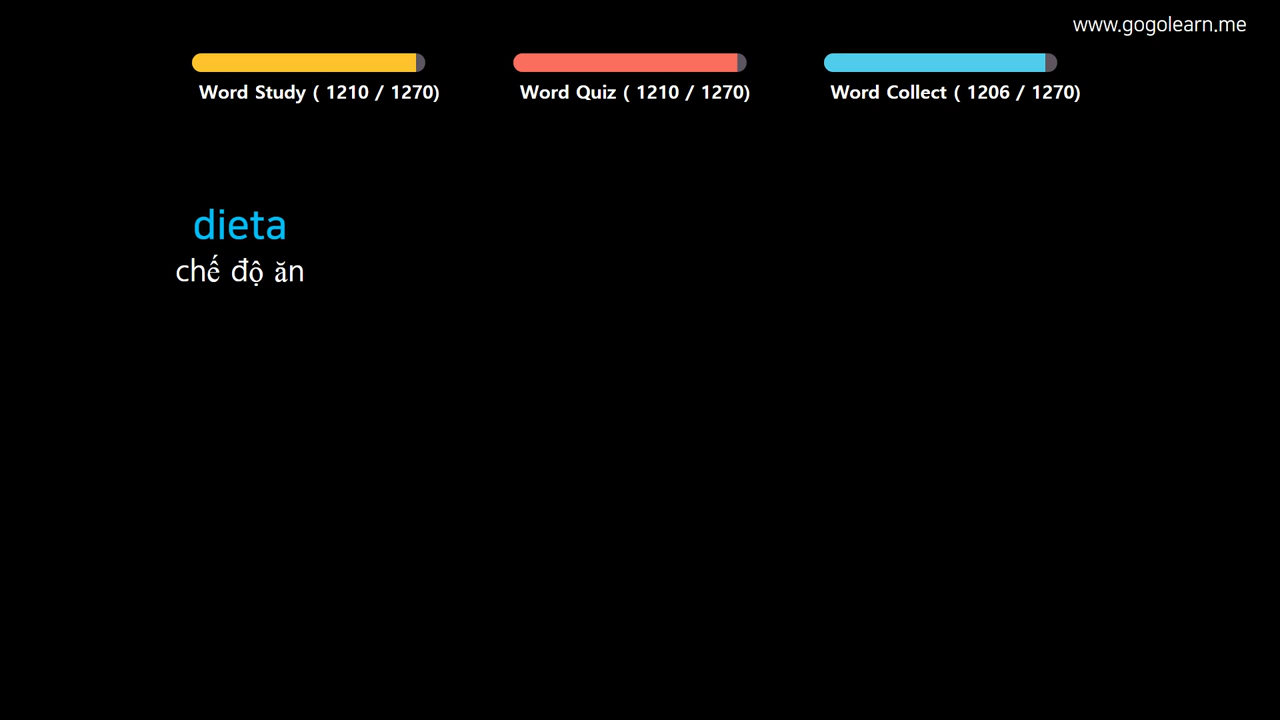 www.gogolearn.me
Word Study ( 1210 / 1270)
Word Quiz ( 1210 / 1270)
Word Collect ( 1206 / 1270)
dieta
chế độ ăn